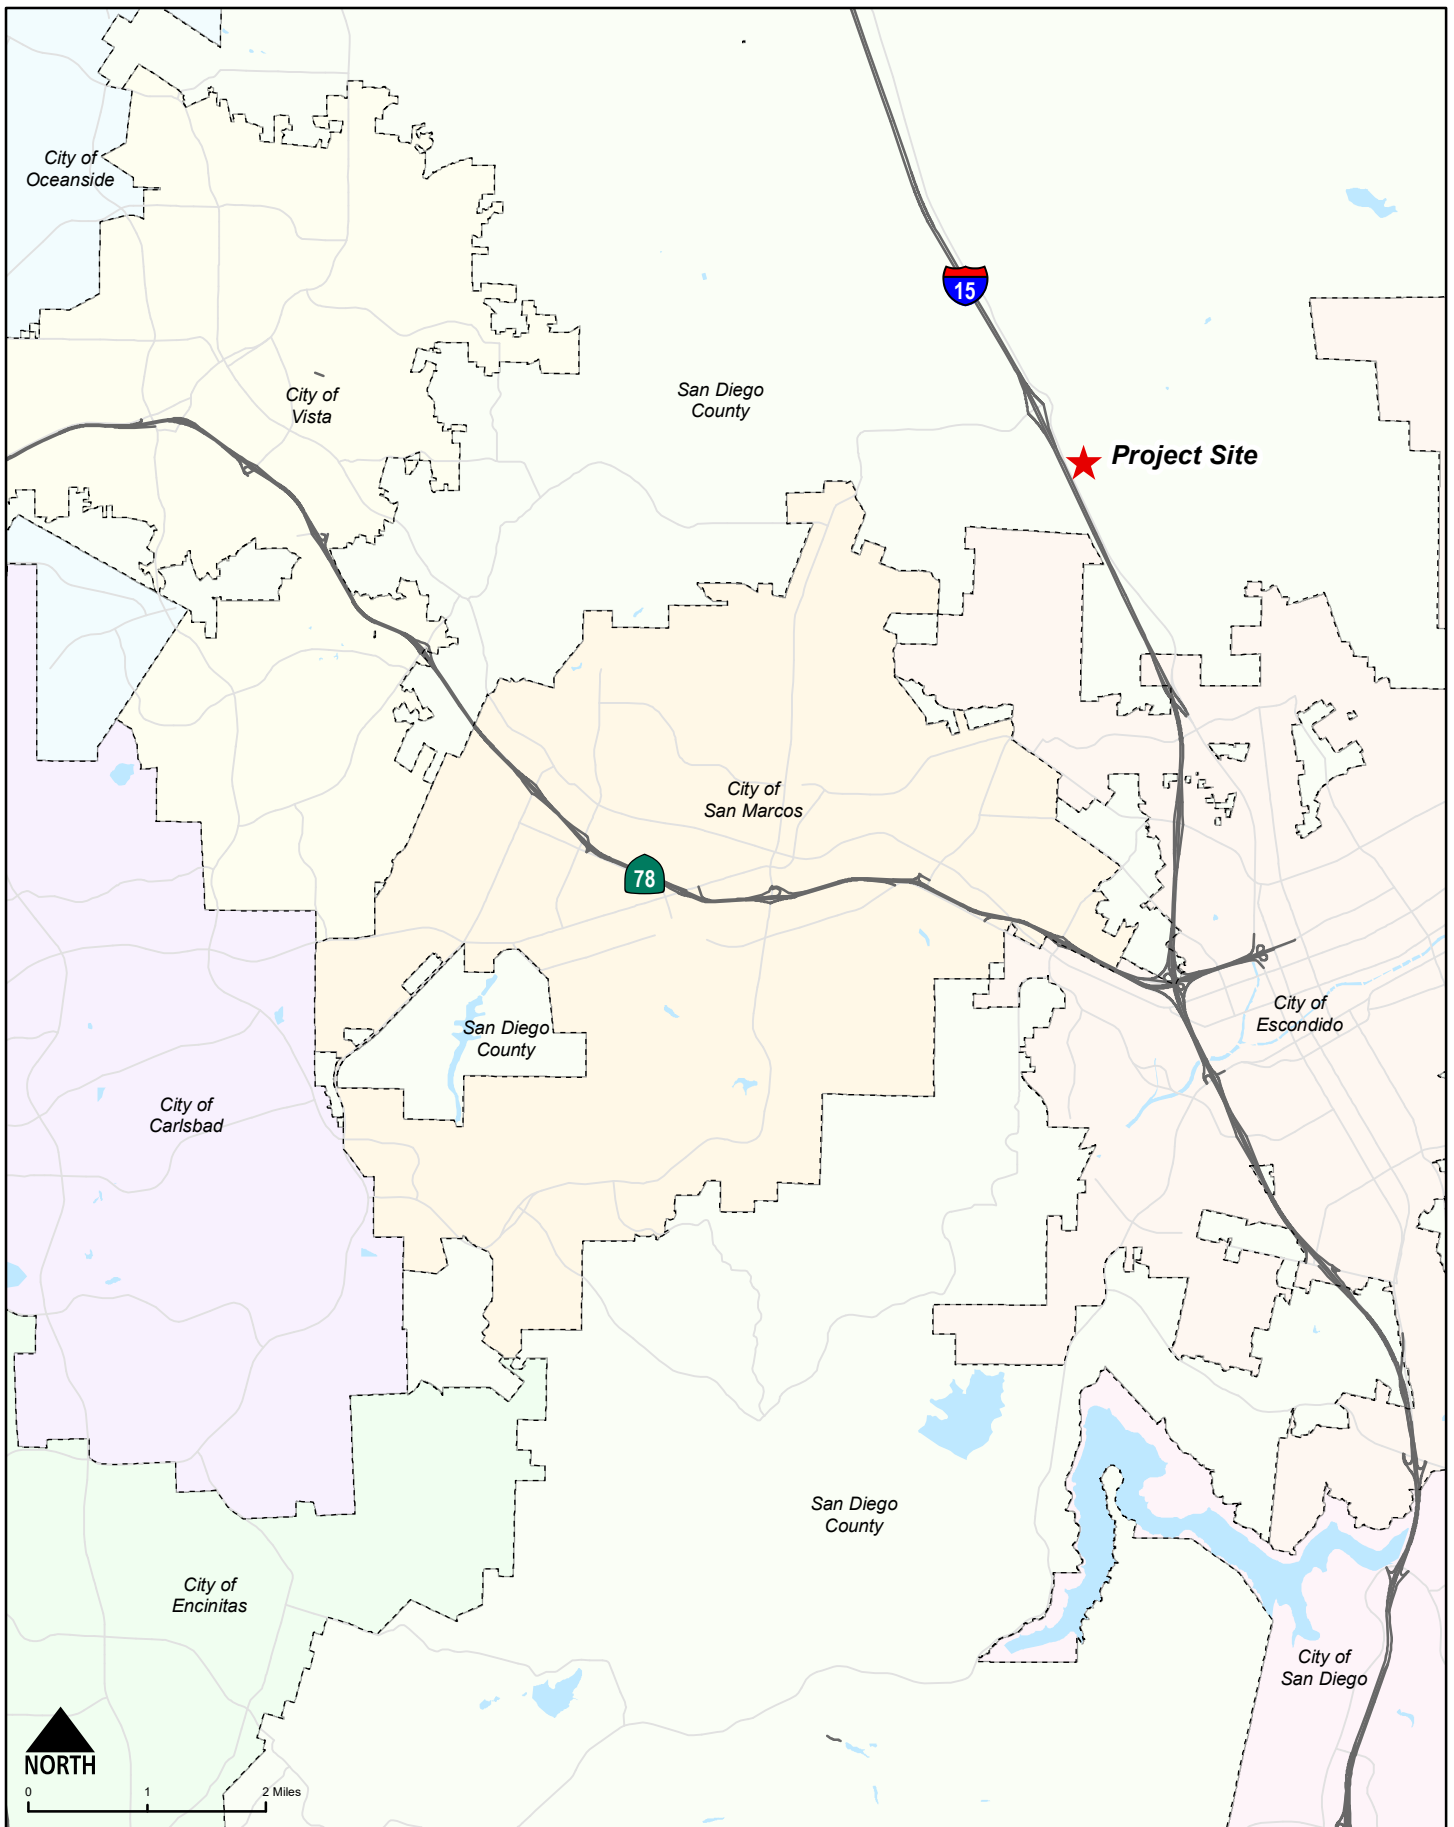 City of
Oceanside
15
City of
Vista
San Diego
County
Project Site
City of
San Marcos
78
San Diego
County
City of
Escondido
City of
Carlsbad
San Diego
County
City of
Encinitas
City of
San Diego
NORTH
0 1 2 Miles